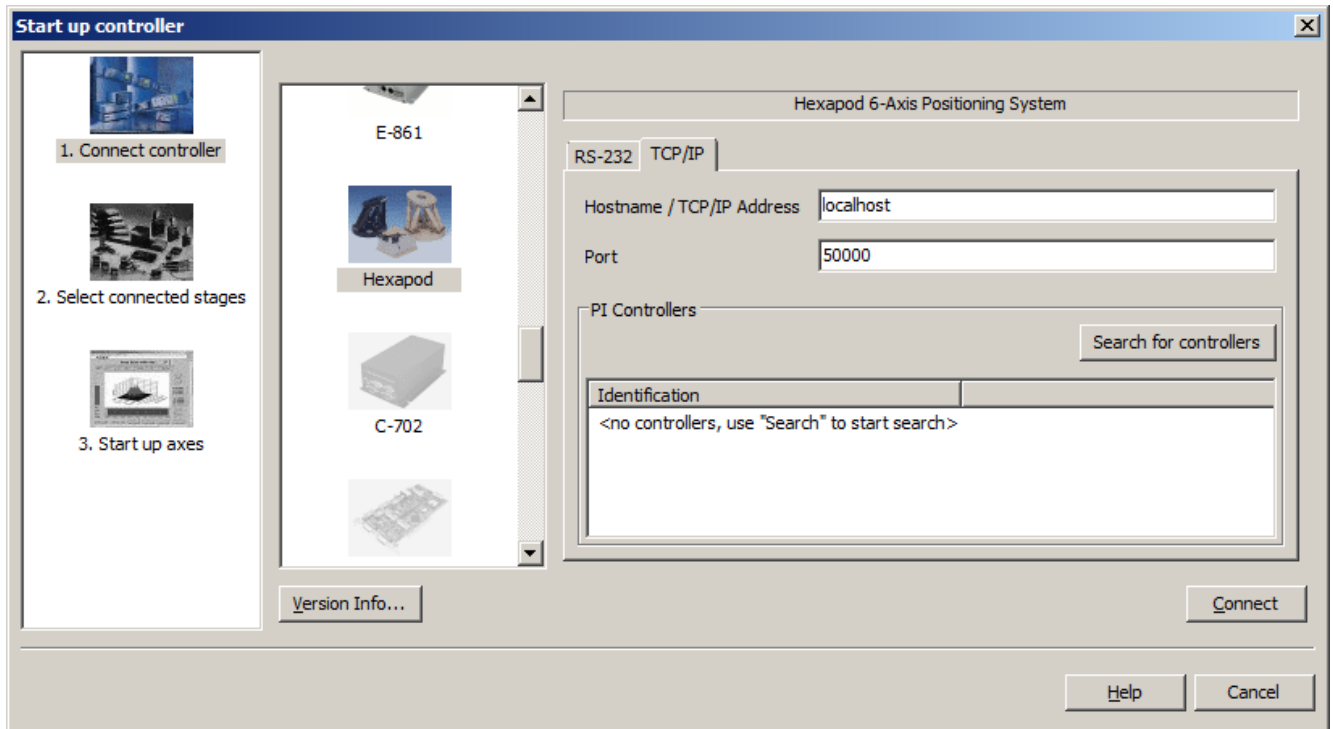 Start up controller
1. Connect controller
2. Select connected stages
3. Start up axes
E-861
Hexapod
C-702
Version Info...
Hexapod 6-Axis Positioning System
RS-232 TCP/IP
Hostname / TCP/IP Address localhost
Port 50000
PI Controllers
Search for controllers
Identification
<no controllers, use "Search" to start search>
Connect
Help Cancel